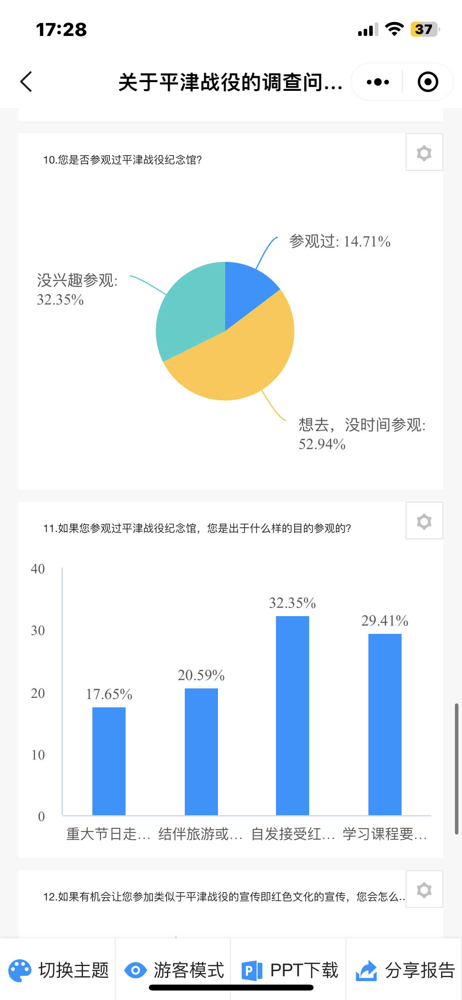 17:28
37
关于平津战役的调查问...
10.您是否参观过平津战役纪念馆?
参观过: 14.71%
没兴趣参观:
32.35%
想去，没时间参观:
52.94%
11.如果您参观过平津战役纪念馆，您是出于什么样的目的参观的?
40
30
20
10
0
17.65%
20.59%
32.35%
29.41%
重大节日走...
结伴旅游或...
自发接受红...
学习课程要...
12.如果有机会让您参加类似于平津战役的宣传即红色文化的宣传，您会怎么..
切换主题
游客模式
PPT下载
分享报告